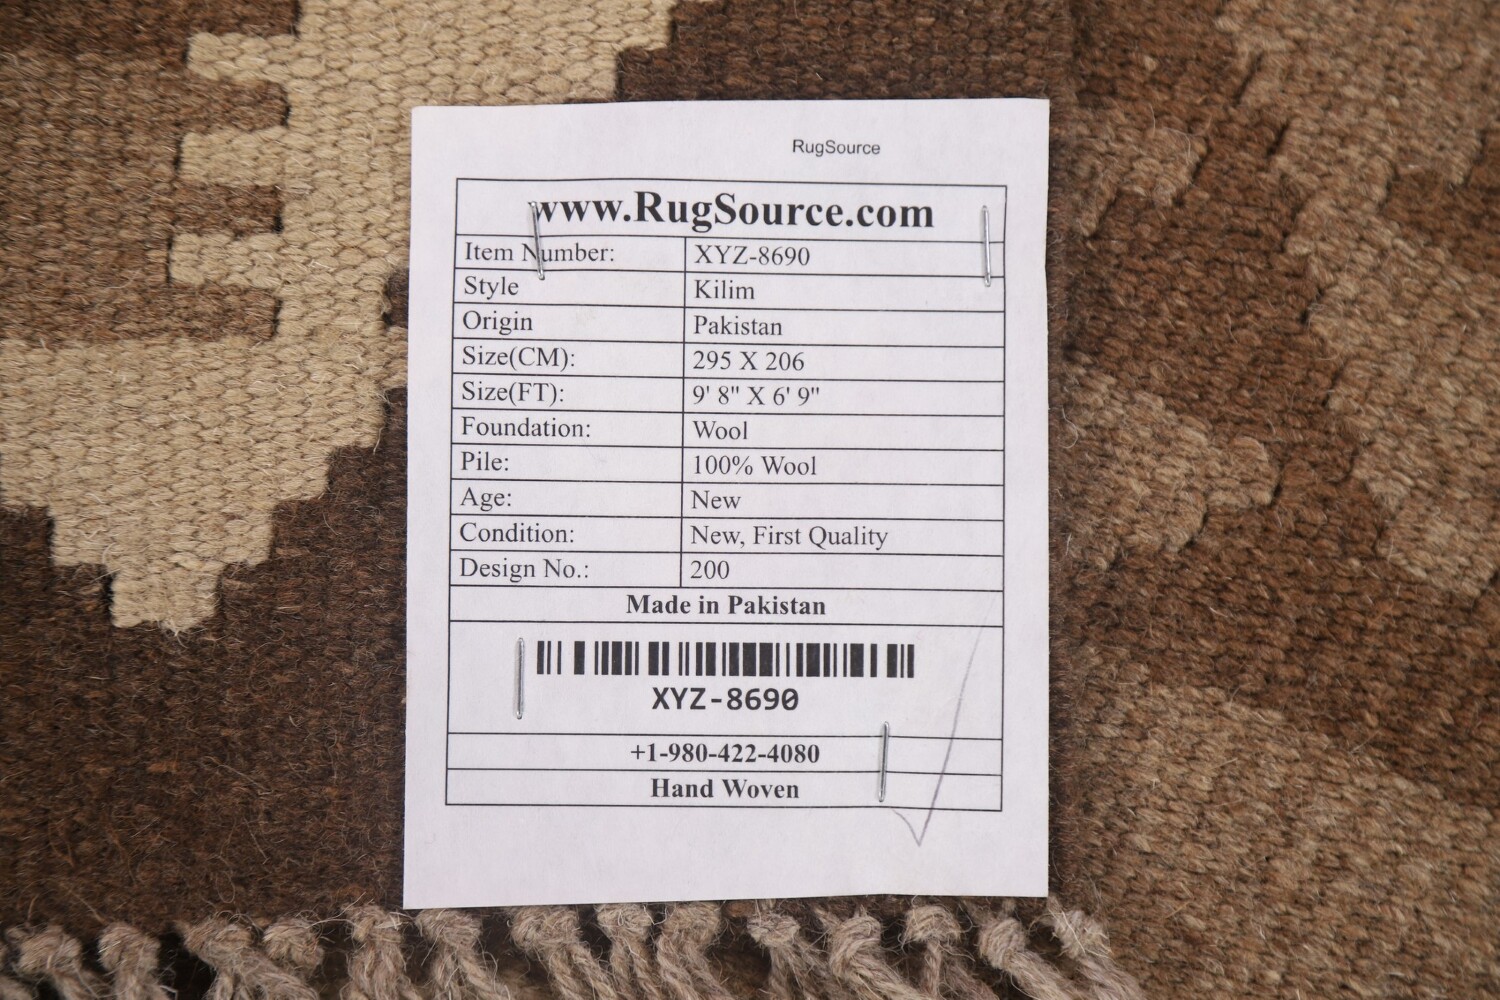 RugSource
www.RugSource.com
Item Number: XYZ-8690
Style Kilim
Origin Pakistan
Size(CM): 295 X 206
Size(FT): 9' 8" X 6' 9"
Foundation: Wool
Pile: 100% Wool
Age: New
Condition: New, First Quality
Design No.: 200
Made in Pakistan
XYZ-8690
+1-980-422-4080
Hand Woven